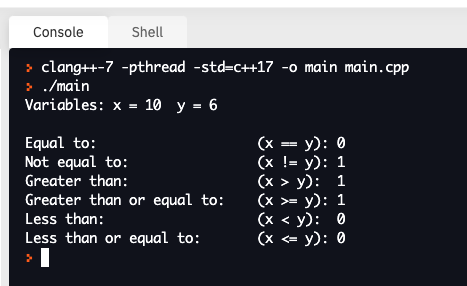 Console Shell
> clang++-7 -pthread -std=c++17 -o main main.cpp
> ./main
Variables: x = 10  y = 6

Equal to:                    (x == y): 0
Not equal to:                (x != y): 1
Greater than:                (x > y):  1
Greater than or equal to:    (x >= y): 1
Less than:                   (x < y):  0
Less than or equal to:       (x <= y): 0
>